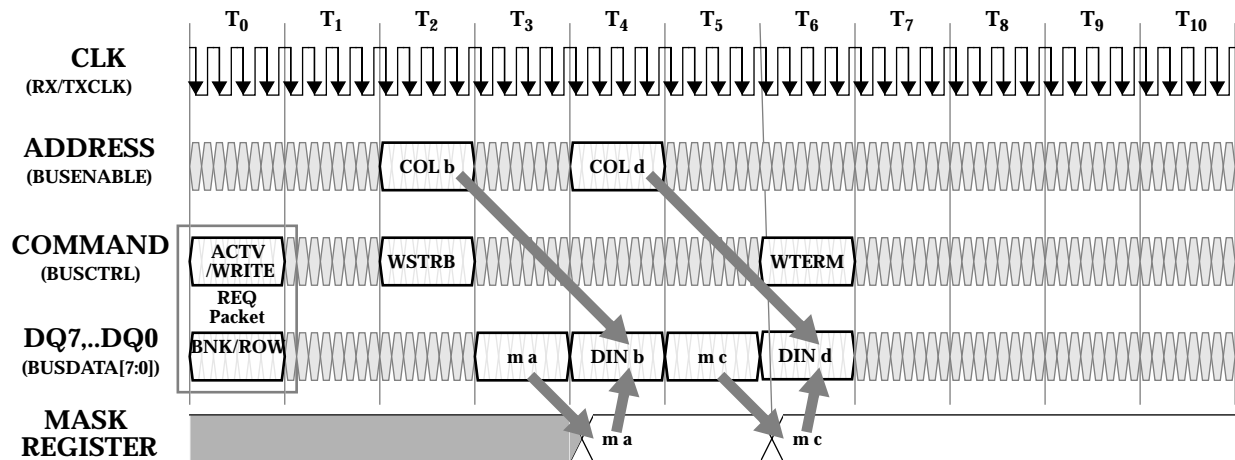 T0 T1 T2 T3 T4 T5 T6 T7 T8 T9 T10
CLK
(RX/TXCLK)
ADDRESS
(BUSENABLE)
COL b COL d
COMMAND
(BUSCTRL)
ACTV
/WRITE
WSTRB WTERM
REQ
Packet
DQ7,..DQ0
(BUSDATA[7:0])
BNK/ROW
m a DIN b m c DIN d
MASK
REGISTER
m a m c